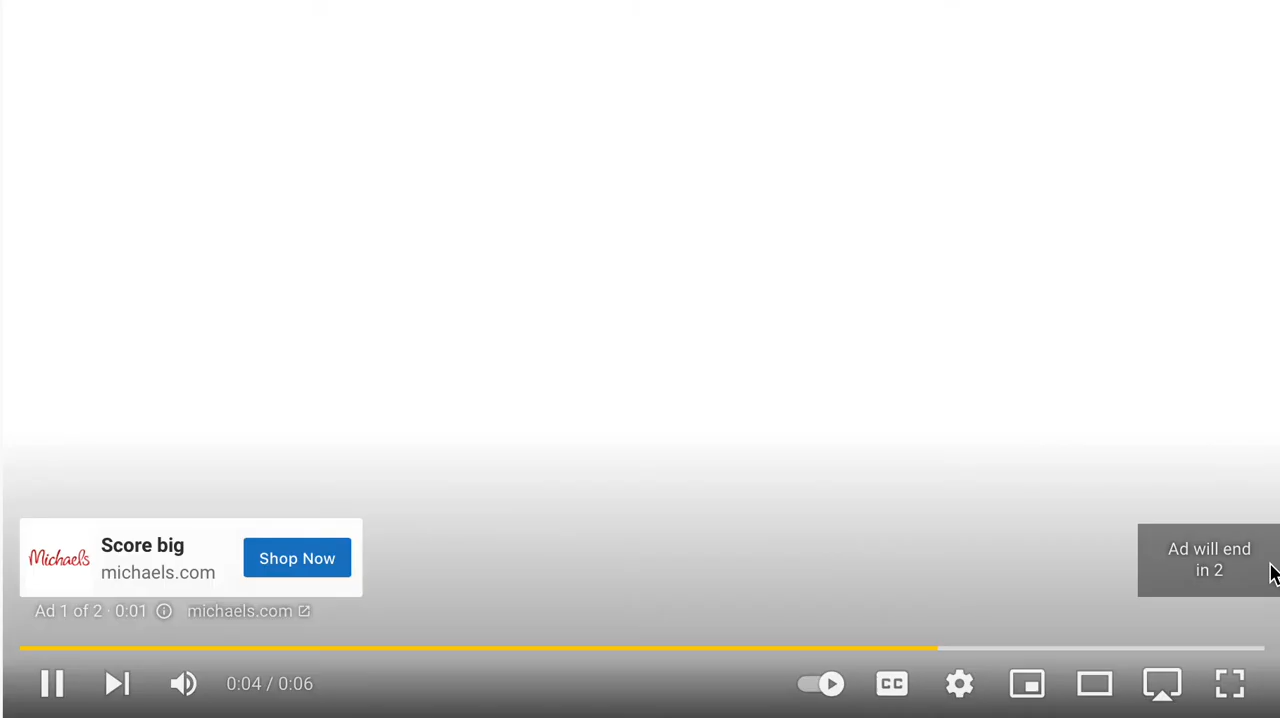 Ad will end
in 2
Michaels
Score big
michaels.com
Shop Now
Ad 1 of 2 · 0:01
michaels.com
0:04 / 0:06
CC